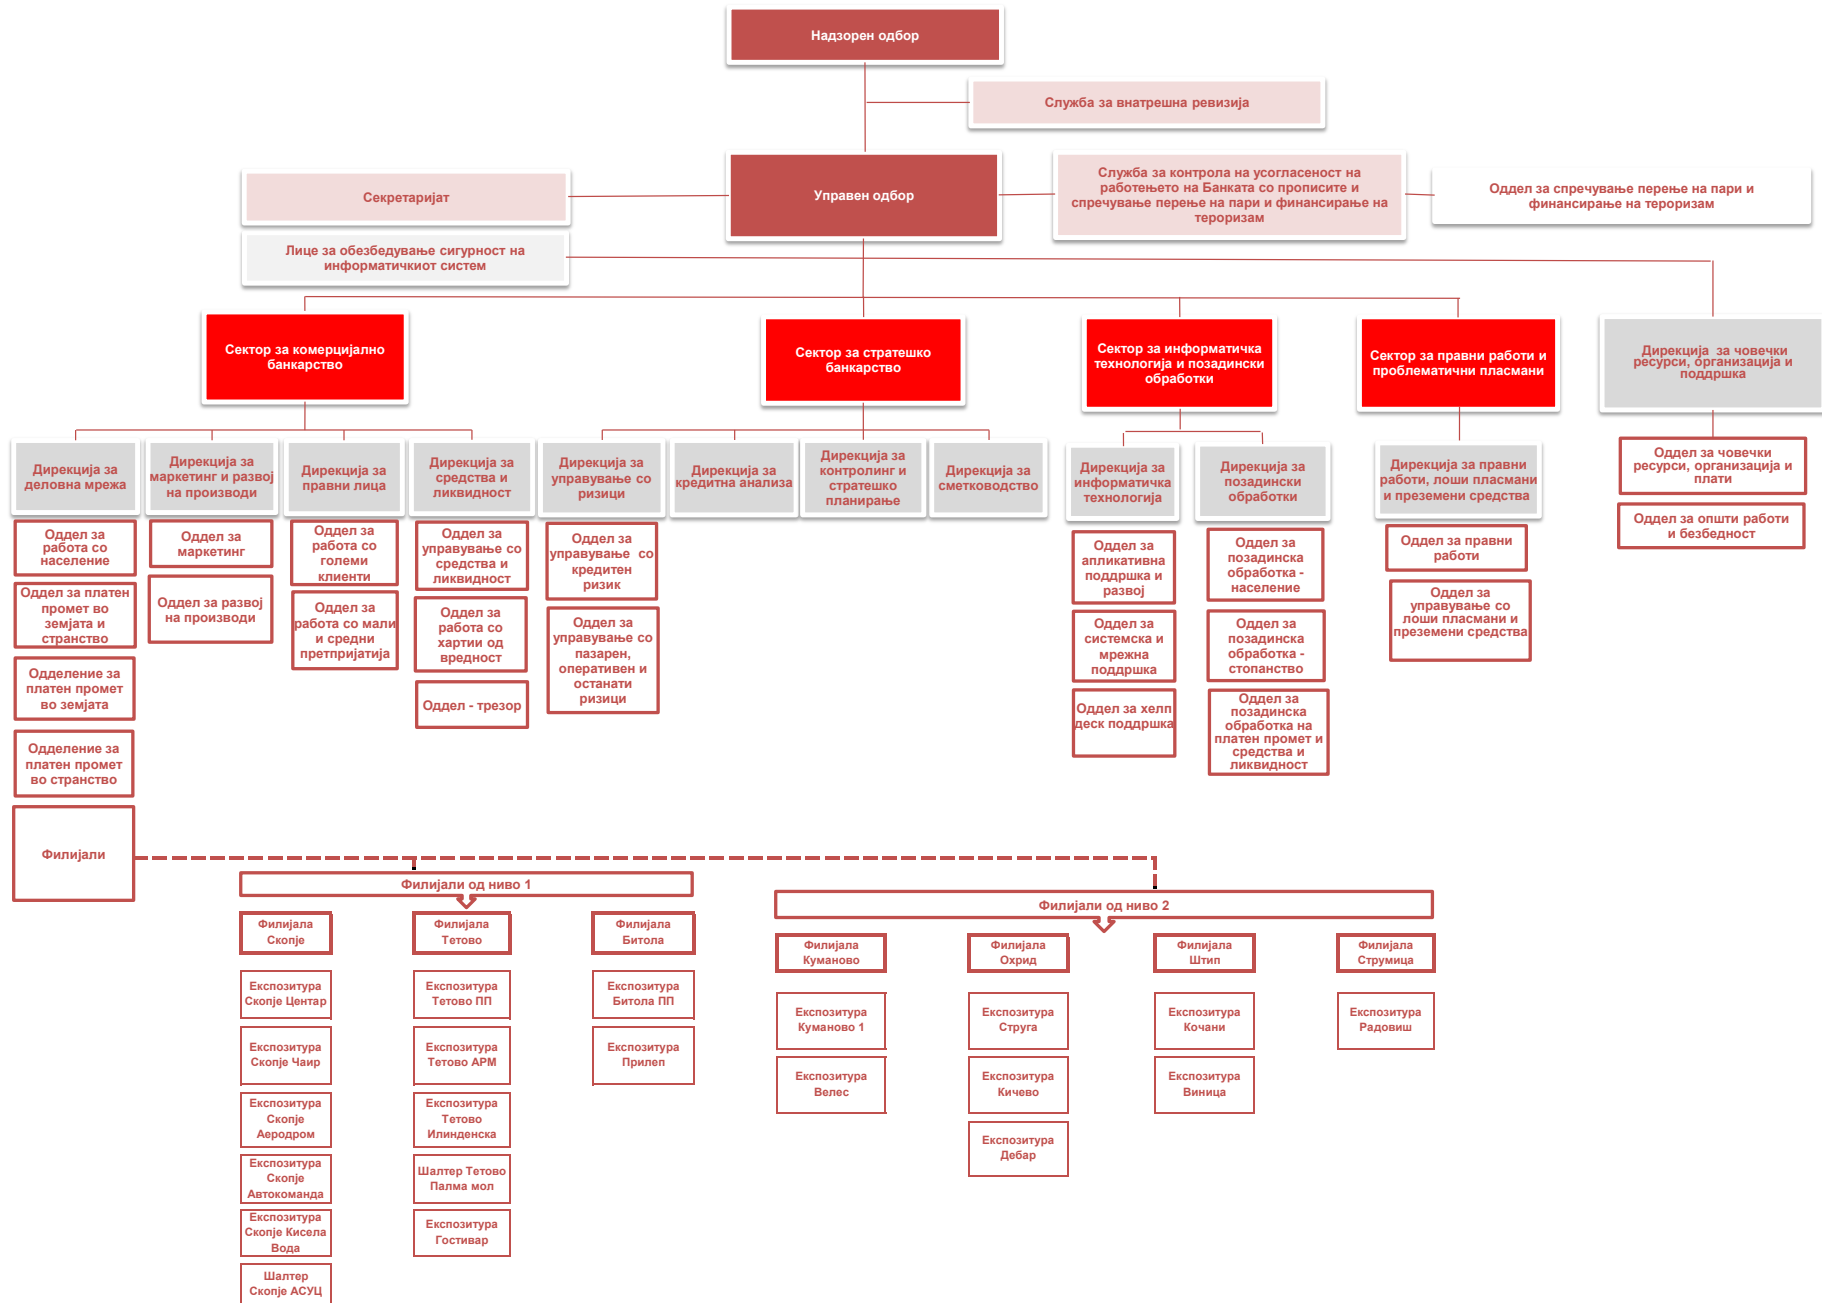 Надзорен одбор
Служба за внатрешна ревизија
Управен одбор
Секретаријат
Служба за контрола на усогласеност на
работењето на Банката со прописите и
спречување перење на пари и финансирање на
тероризам
Оддел за спречување перење на пари и
финансирање на тероризам
Лице за обезбедување сигурност на
информатичкиот систем
Сектор за комерцијално
банкарство
Сектор за стратешко
банкарство
Сектор за информатичка
технологија и позадински
обработки
Сектор за правни работи и
проблематични пласмани
Дирекција за човечки
ресурси, организација и
поддршка
Дирекција за
деловна мрежа
Дирекција за
маркетинг и развој
на производи
Дирекција за
правни лица
Дирекција за
средства и
ликвидност
Дирекција за
управување со
ризици
Дирекција за
кредитна анализа
Дирекција за
контролинг и
стратешко
планирање
Дирекција за
сметководство
Дирекција за
информатичка
технологија
Дирекција за
позадински
обработки
Дирекција за правни
работи, лоши пласмани
и преземени средства
Оддел за човечки
ресурси, организација и
плати
Оддел за општи работи
и безбедност
Оддел за
работа со
население
Оддел за платен
промет во
земјата и
странство
Одделение за
платен промет
во земјата
Одделение за
платен промет
во странство
Филијали
Оддел за
маркетинг
Оддел за развој
на производи
Оддел за
работа со
големи
клиенти
Оддел за
работа со мали
и средни
претпријатија
Оддел за
управување со
средства и
ликвидност
Оддел за
работа со
хартии од
вредност
Оддел - трезор
Оддел за
управување со
кредитен
ризик
Оддел за
управување со
пазарен,
оперативен и
останати
ризици
Оддел за
апликативна
поддршка и
развој
Оддел за
системска и
мрежна
поддршка
Оддел за хелп
деск поддршка
Оддел за
позадинска
обработка -
население
Оддел за
позадинска
обработка -
стопанство
Оддел за
позадинска
обработка на
платен промет и
средства и
ликвидност
Оддел за правни
работи
Оддел за
управување со
лоши пласмани и
преземени средства
Филијали од ниво 1
Филијала
Скопје
Експозитура
Скопје Центар
Експозитура
Скопје Чаир
Експозитура
Скопје
Аеродром
Експозитура
Скопје
Автокоманда
Експозитура
Скопје Кисела
Вода
Шалтер
Скопје АСУЦ
Филијала
Тетово
Експозитура
Тетово ПП
Експозитура
Тетово АРМ
Експозитура
Тетово
Илинденска
Шалтер Тетово
Палма мол
Експозитура
Гостивар
Филијала
Битола
Експозитура
Битола ПП
Експозитура
Прилеп
Филијали од ниво 2
Филијала
Куманово
Експозитура
Куманово 1
Експозитура
Велес
Филијала
Охрид
Експозитура
Струга
Експозитура
Кичево
Експозитура
Дебар
Филијала
Штип
Експозитура
Кочани
Експозитура
Виница
Филијала
Струмица
Експозитура
Радовиш